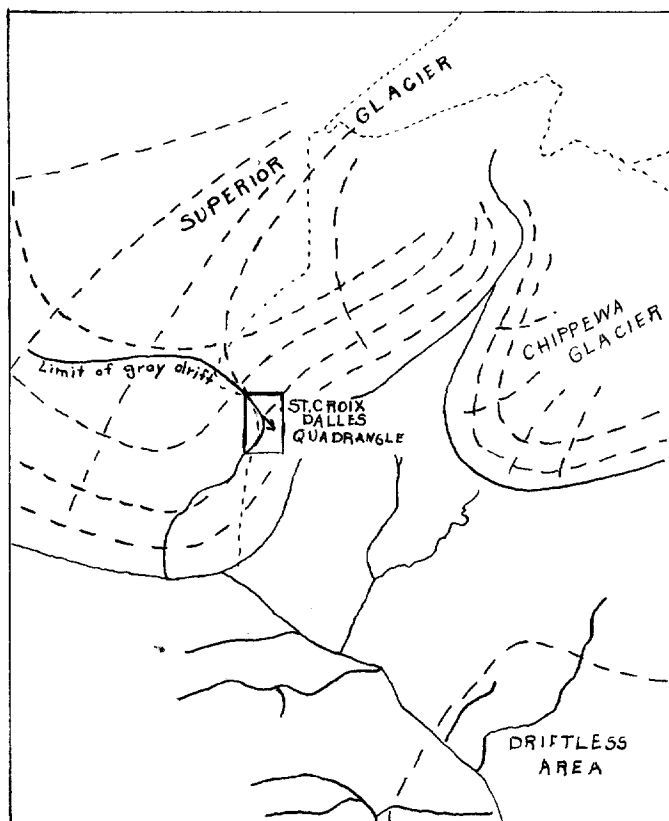 SUPERIOR
GLACIER
Limit of gray drift
ST. CROIX
DALLES
QUADRANGLE
CHIPPEWA
GLACIER
DRIFTLESS
AREA